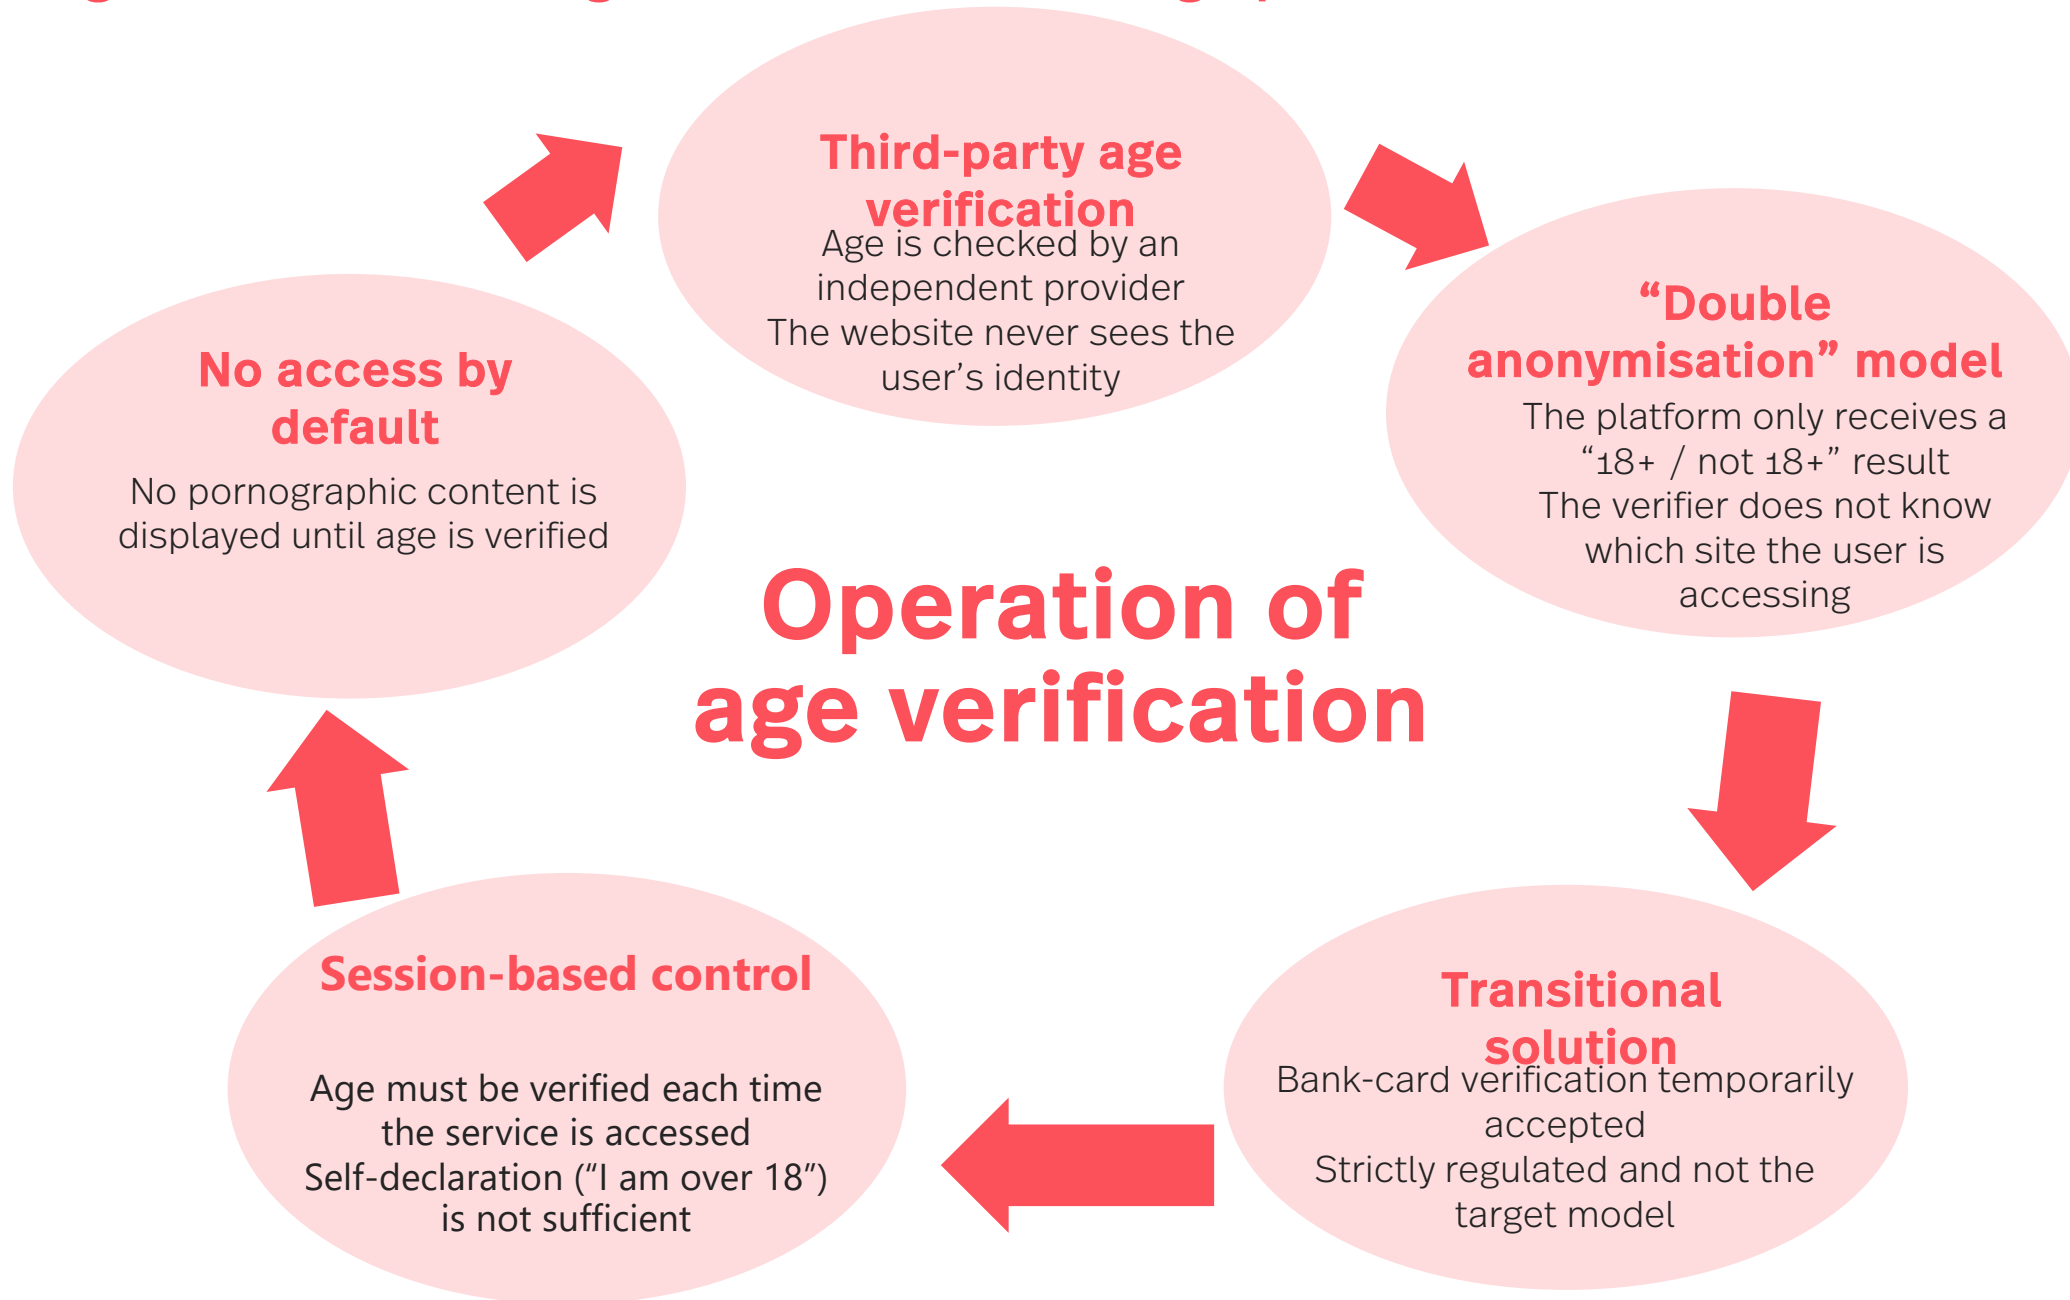 Third-party age
verification
Age is checked by an
independent provider
The website never sees the
user’s identity
“Double
anonymisation” model
The platform only receives a
“18+ / not 18+” result
The verifier does not know
which site the user is
accessing
No access by
default
No pornographic content is
displayed until age is verified
Operation of
age verification
Transitional
solution
Bank-card verification temporarily
accepted
Strictly regulated and not the
target model
Session-based control
Age must be verified each time
the service is accessed
Self-declaration (“I am over 18”)
is not sufficient